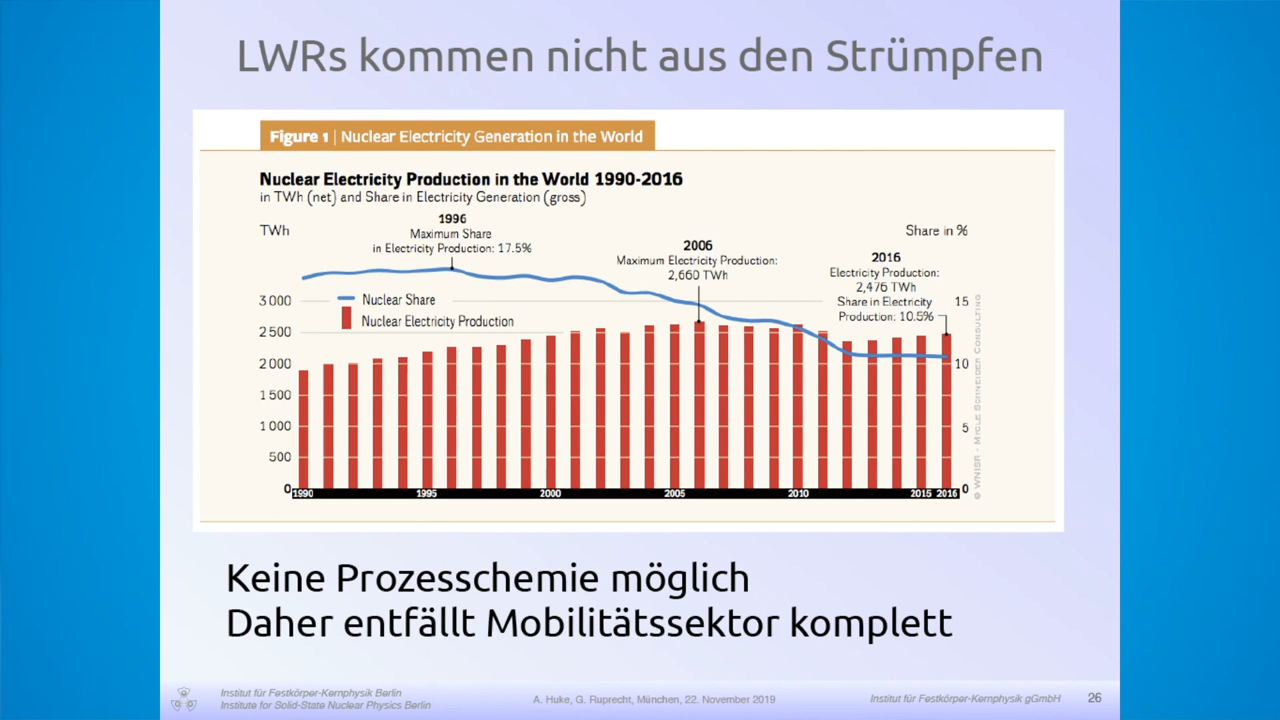 LWRs kommen nicht aus den Strümpfen
Figure 1 | Nuclear Electricity Generation in the World
Nuclear Electricity Production in the World 1990-2016
in TWh (net) and Share in Electricity Generation (gross)
TWh
Share in %
1996
Maximum Share
in Electricity Production: 17.5%
2006
Maximum Electricity Production:
2,660 TWh
2016
Electricity Production:
2,476 TWh
Share in Electricity
Production: 10.5%
Nuclear Share
Nuclear Electricity Production
3 000
2 500
2 000
1 500
1 000
500
0
15
10
5
0
1990 1995 2000 2005 2010 2015 2016
© WNISR - Mycle Schneider Consulting
Keine Prozesschemie möglich
Daher entfällt Mobilitätssektor komplett
Institut für Festkörper-Kernphysik Berlin
Institute for Solid-State Nuclear Physics Berlin
A. Huke, G. Ruprecht, München, 22. November 2019
Institut für Festkörper-Kernphysik gGmbH
26